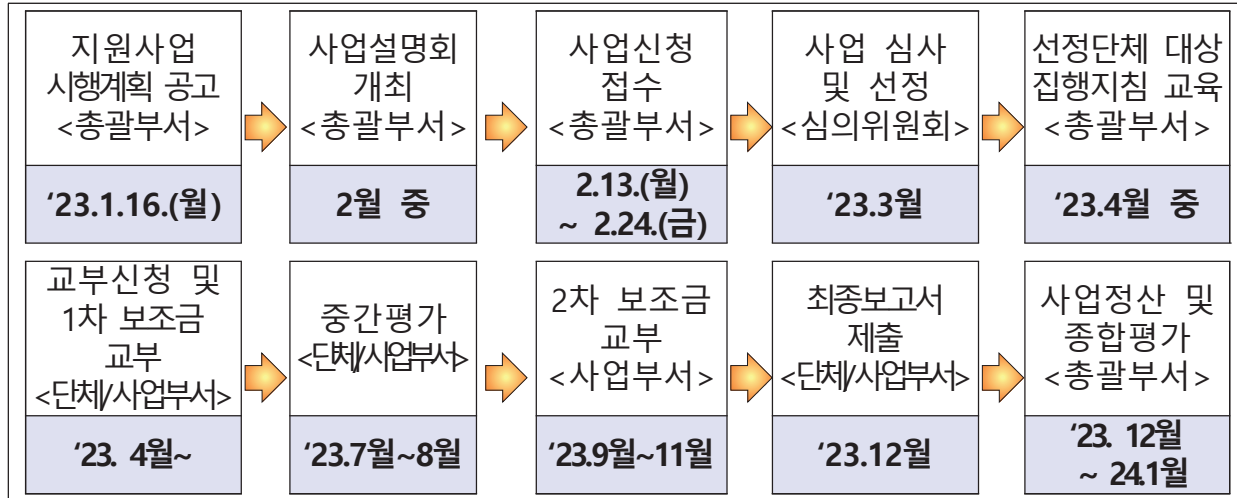 지원사업
시행계획 공고
<총괄부서>
‘23.1.16.(월)
사업설명회
개최
<총괄부서>
2월 중
사업신청
접수
<총괄부서>
2.13.(월)
~ 2.24.(금)
사업 심사
및 선정
<심의위원회>
‘23.3월
선정단체 대상
집행지침 교육
<총괄부서>
‘23.4월 중
교부신청 및
1차 보조금
교부
<단체/사업부서>
‘23. 4월~
중간평가
<단체/사업부서>
‘23.7월~8월
2차 보조금
교부
<사업부서>
‘23.9월~11월
최종보고서
제출
<단체/사업부서>
‘23.12월
사업정산 및
종합평가
<총괄부서>
‘23. 12월
~ 24.1월